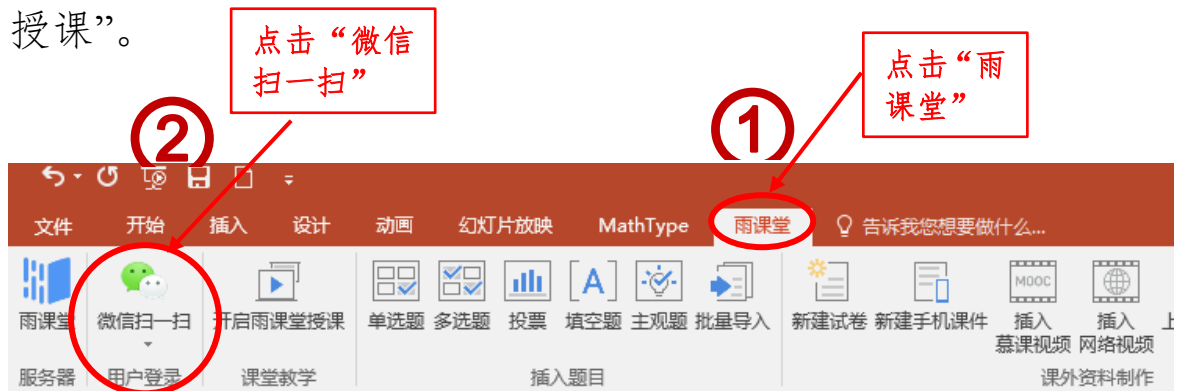 授课”。
点击“微信
扫一扫”
点击“雨
课堂”
②
①
文件 开始 插入 设计 动画 幻灯片放映 MathType 雨课堂 告诉我您想要做什么...
雨课堂 微信扫一扫 开启雨课堂授课 单选题 多选题 投票 填空题 主观题 批量导入 新建试卷 新建手机课件 插入 插入 上
慕课视频 网络视频
MOOC
A
服务器 用户登录 课堂教学 插入题目 课外资料制作